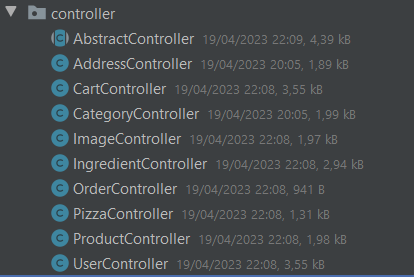 controller
AbstractController 19/04/2023 22:09, 4,39 kB
AddressController 19/04/2023 20:05, 1,89 kB
CartController 19/04/2023 22:08, 3,55 kB
CategoryController 19/04/2023 20:05, 1,99 kB
ImageController 19/04/2023 22:08, 1,97 kB
IngredientController 19/04/2023 22:08, 2,94 kB
OrderController 19/04/2023 22:08, 941 B
PizzaController 19/04/2023 22:08, 1,31 kB
ProductController 19/04/2023 22:08, 1,98 kB
UserController 19/04/2023 22:08, 3,55 kB